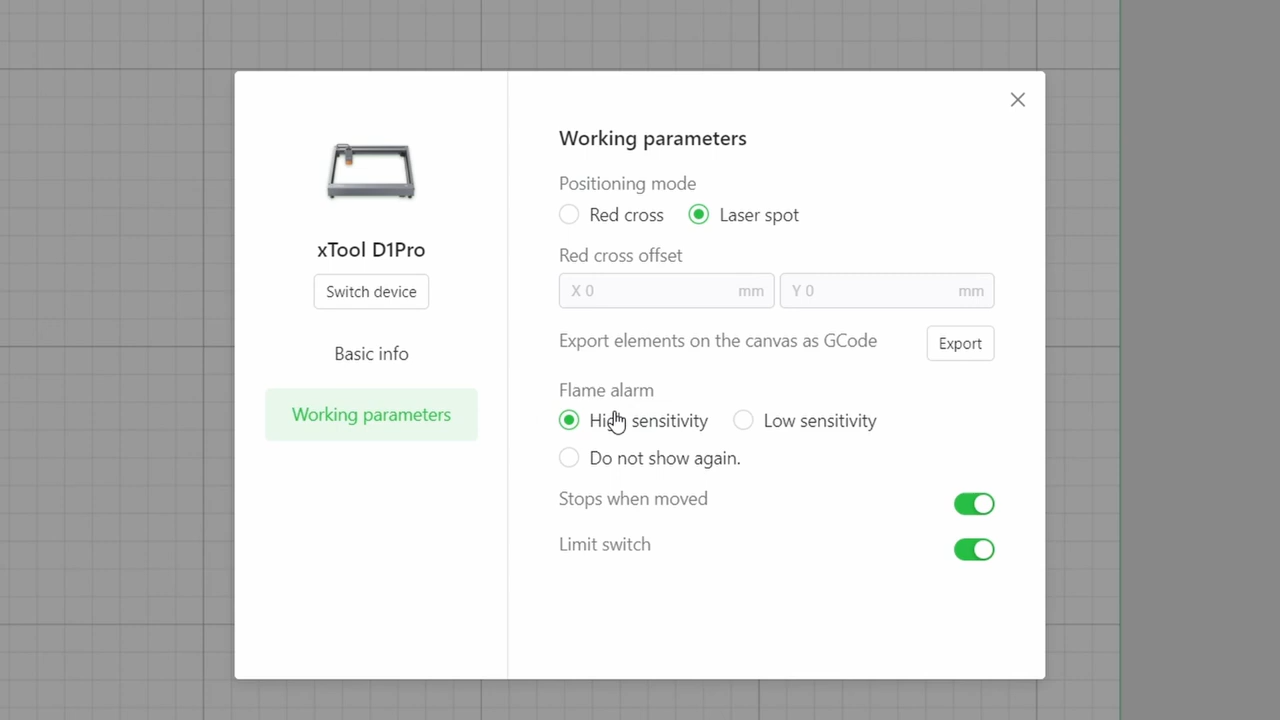 xTool D1Pro
Switch device
Basic info
Working parameters
Working parameters
Positioning mode
Red cross Laser spot
Red cross offset
X 0 mm Y 0 mm
Export elements on the canvas as GCode Export
Flame alarm
High sensitivity Low sensitivity
Do not show again.
Stops when moved
Limit switch